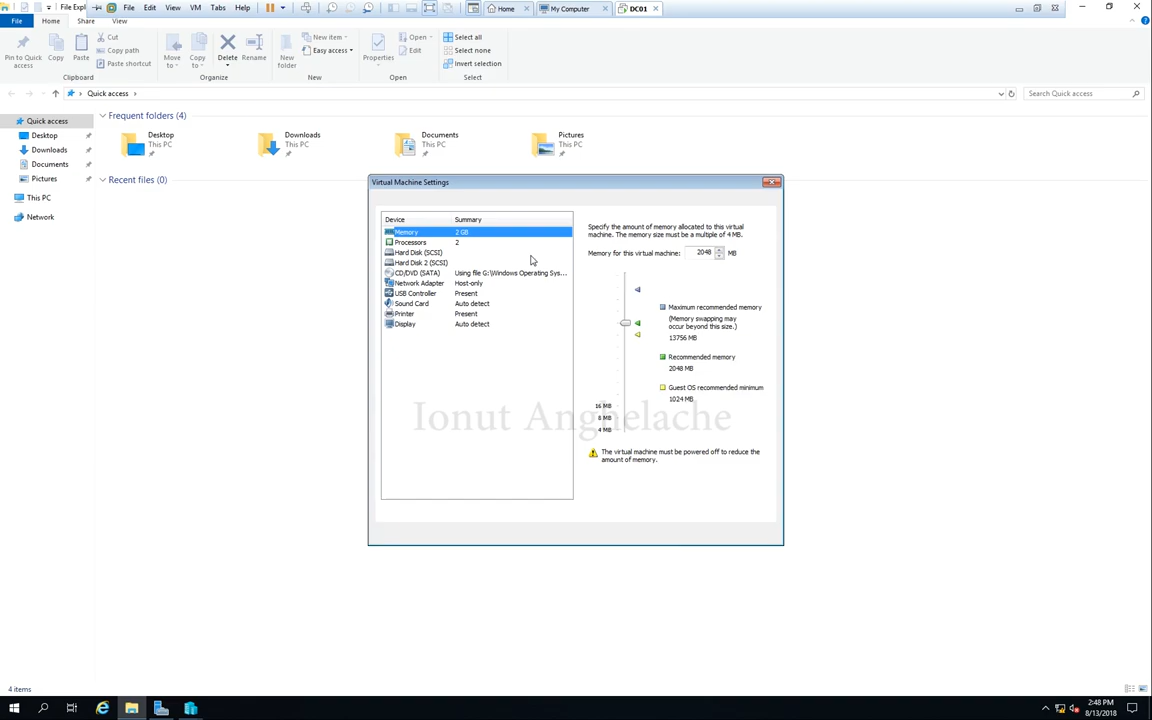 File Expl
File Edit View VM Tabs Help
Home
My Computer
DC01
File Home Share View
Pin to Quick access
Copy
Paste
Cut
Copy path
Paste shortcut
Clipboard
Move to
Copy to
Delete
Rename
Organize
New folder
New item
Easy access
New
Properties
Open
Edit
Open
Select all
Select none
Invert selection
Select
Quick access
Search Quick access
Quick access
Desktop
Downloads
Documents
Pictures
This PC
Network
Frequent folders (4)
Desktop
This PC
Downloads
This PC
Documents
This PC
Pictures
This PC
Recent files (0)
Virtual Machine Settings
Device Summary
Memory 2 GB
Processors 2
Hard Disk (SCSI)
Hard Disk 2 (SCSI)
CD/DVD (SATA) Using file G:\Windows Operating Sys...
Network Adapter Host-only
USB Controller Present
Sound Card Auto detect
Printer Present
Display Auto detect
Specify the amount of memory allocated to this virtual
machine. The memory size must be a multiple of 4 MB.
Memory for this virtual machine: 2048 MB
Maximum recommended memory
(Memory swapping may
occur beyond this size.)
13756 MB
Recommended memory
2048 MB
Guest OS recommended minimum
1024 MB
16 MB
8 MB
4 MB
The virtual machine must be powered off to reduce the
amount of memory.
Ionut Anghelache
4 items
2:48 PM
8/13/2018